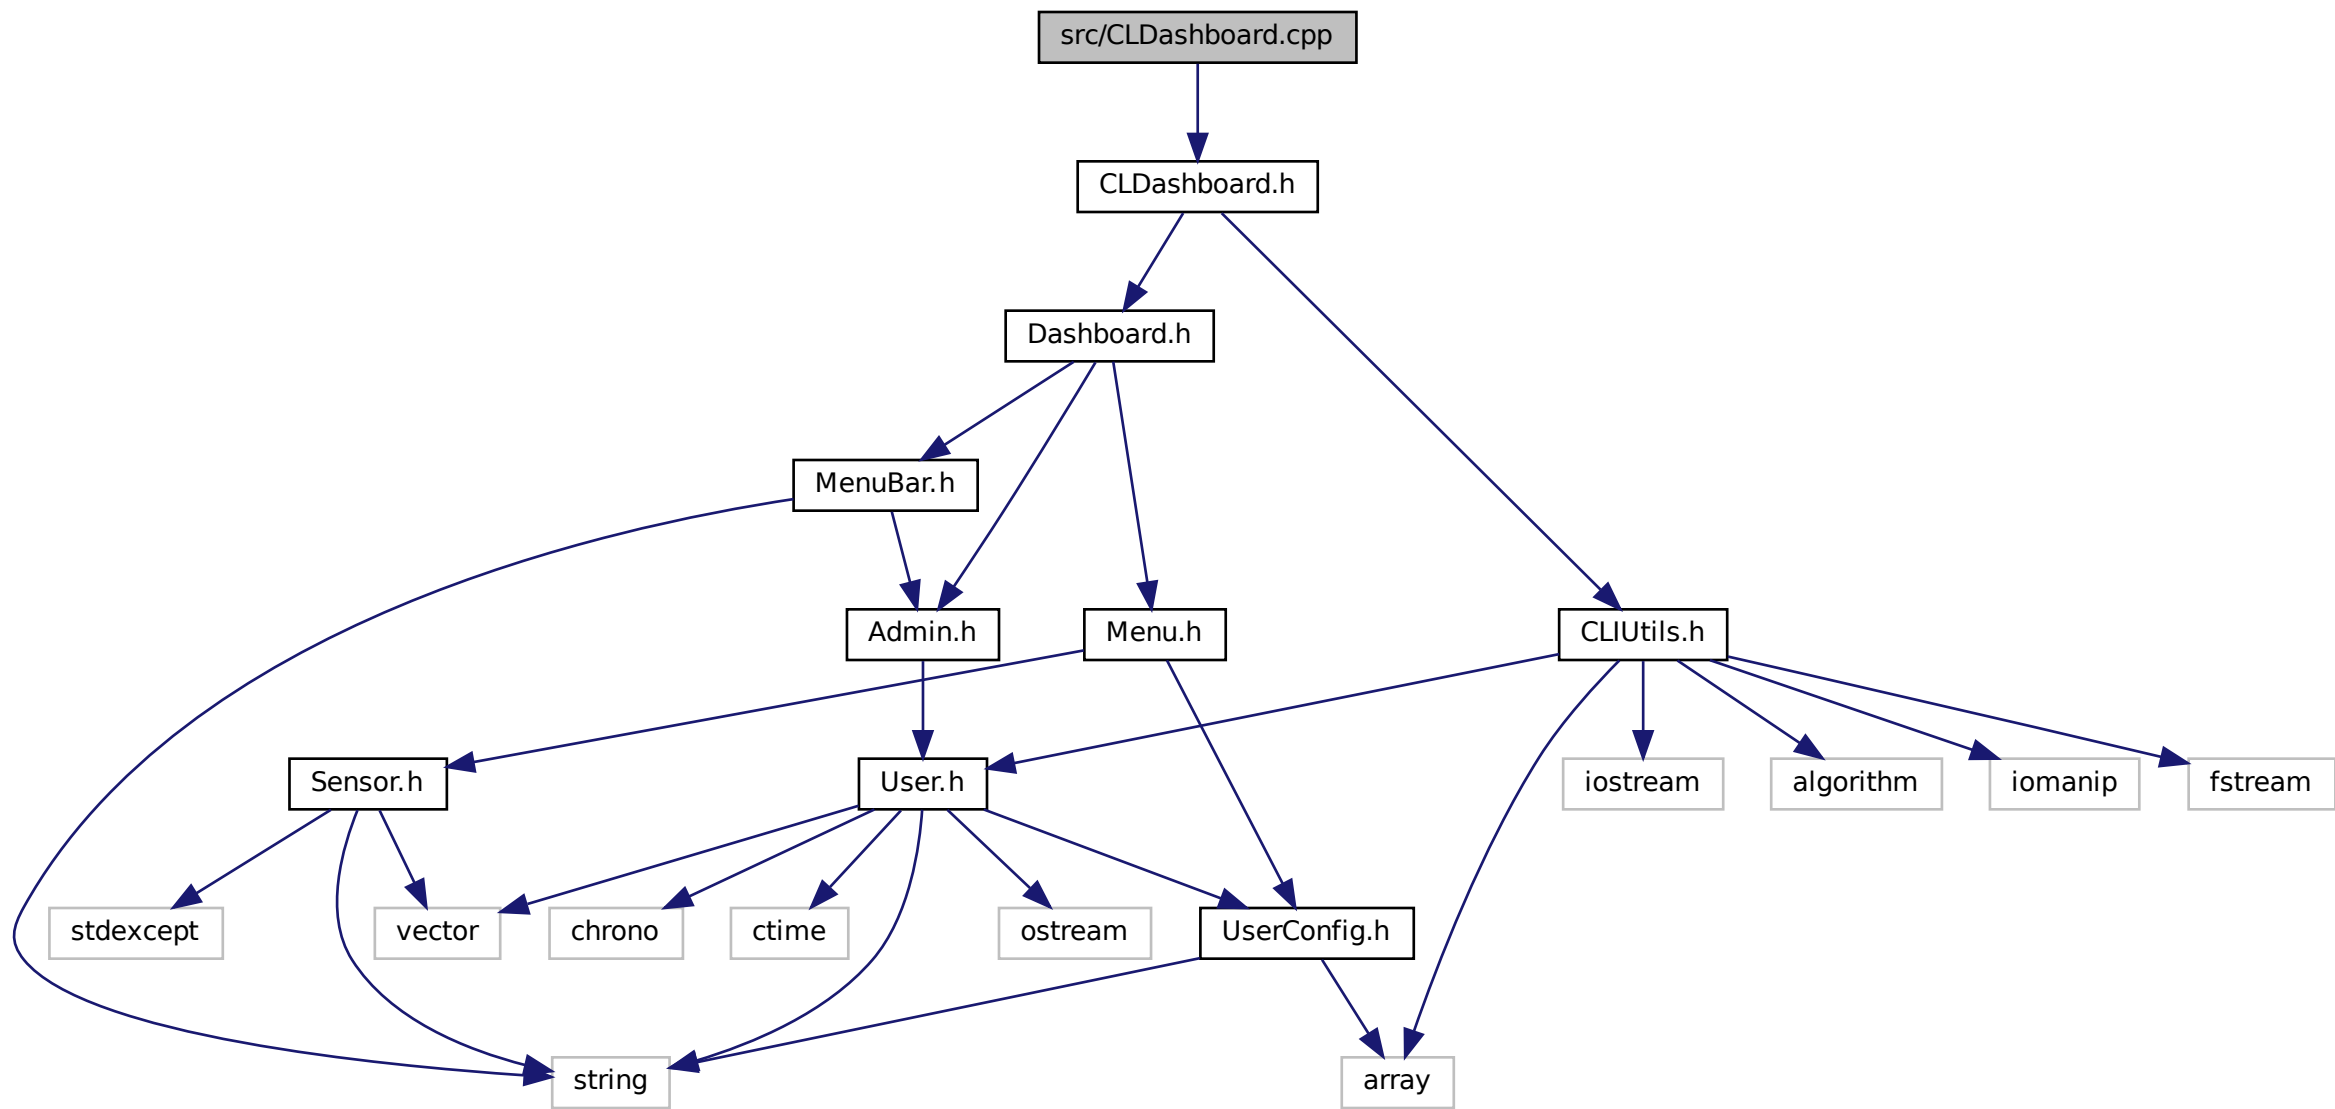 src/CLDashboard.cpp
CLDashboard.h
Dashboard.h
MenuBar.h
Admin.h
Menu.h
CLIUtils.h
Sensor.h
User.h
iostream
algorithm
iomanip
fstream
stdexcept
vector
chrono
ctime
ostream
UserConfig.h
string
array